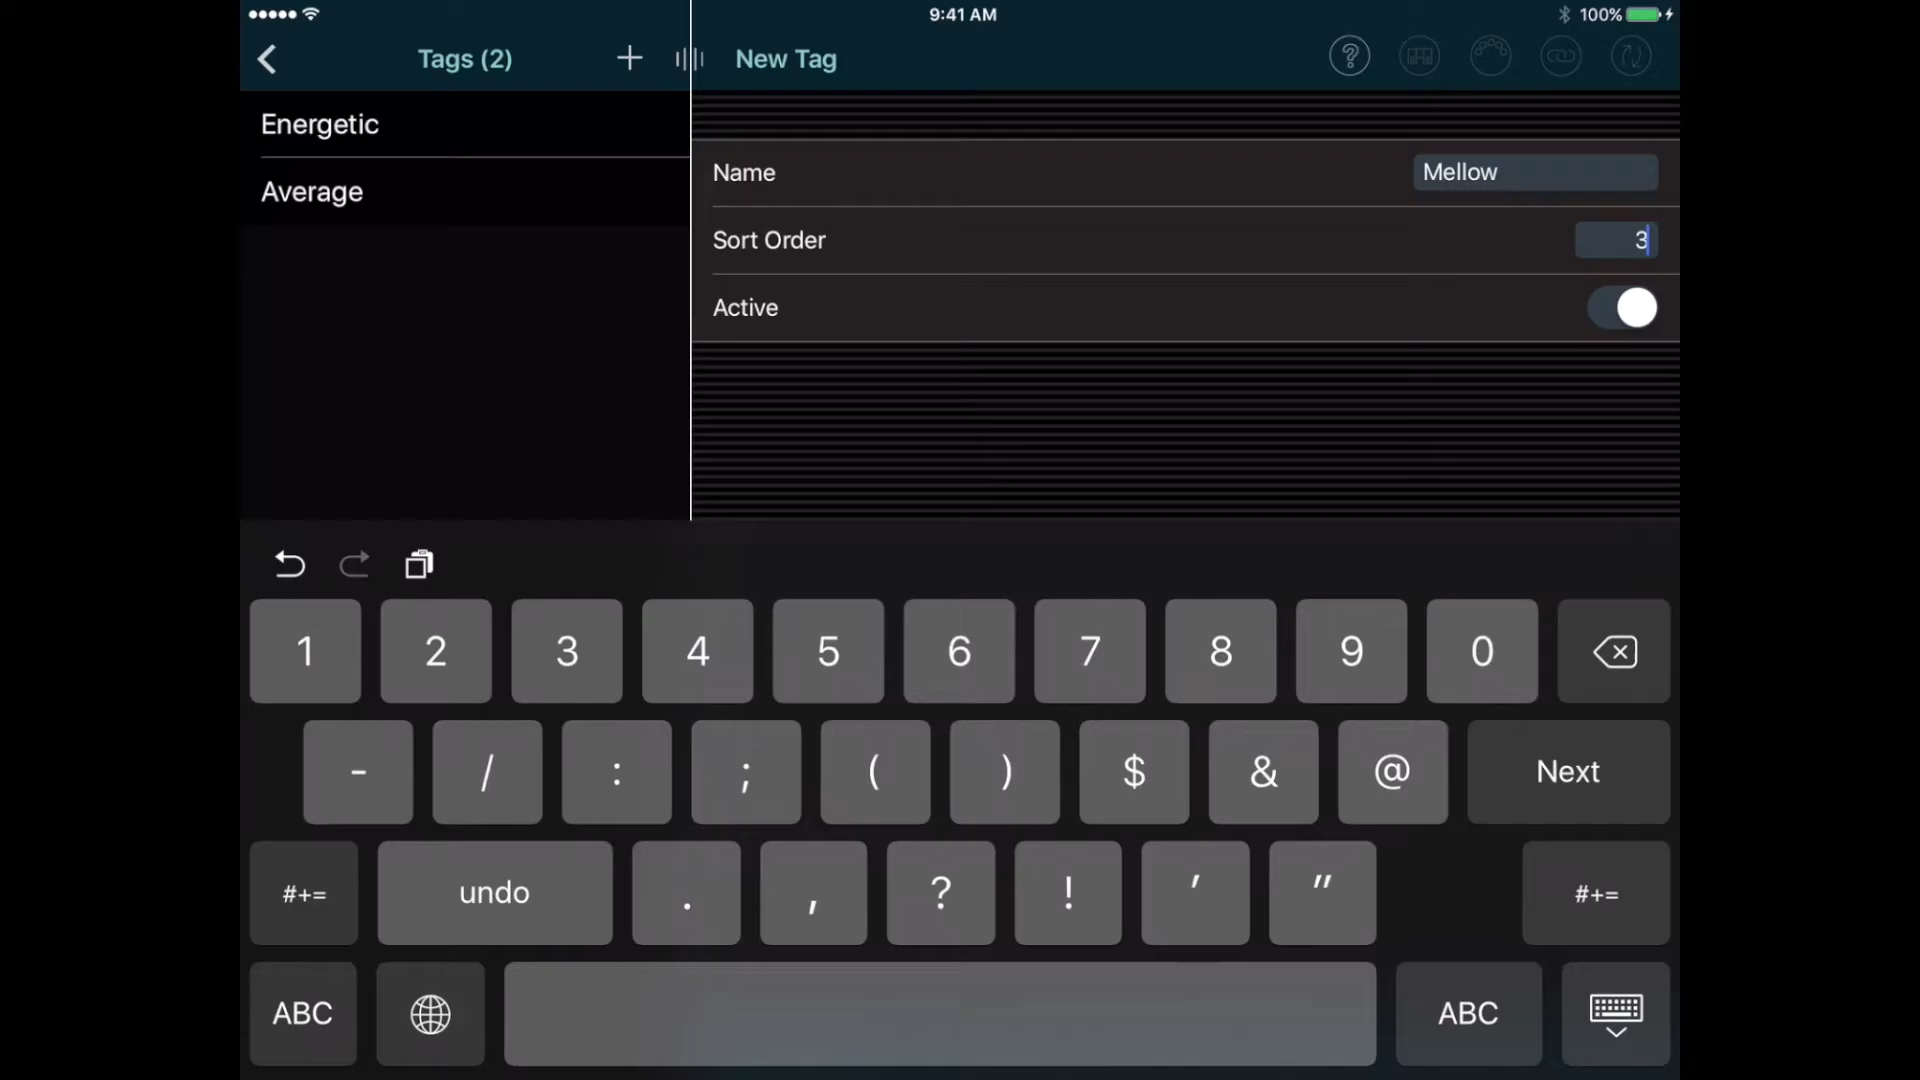 9:41 AM
100%
Tags (2)
New Tag
Energetic
Average
Name
Mellow
Sort Order
3
Active
1 2 3 4 5 6 7 8 9 0
- / : ; ( ) $ & @ Next
#+= undo . , ? ! ' " #+=
ABC ABC